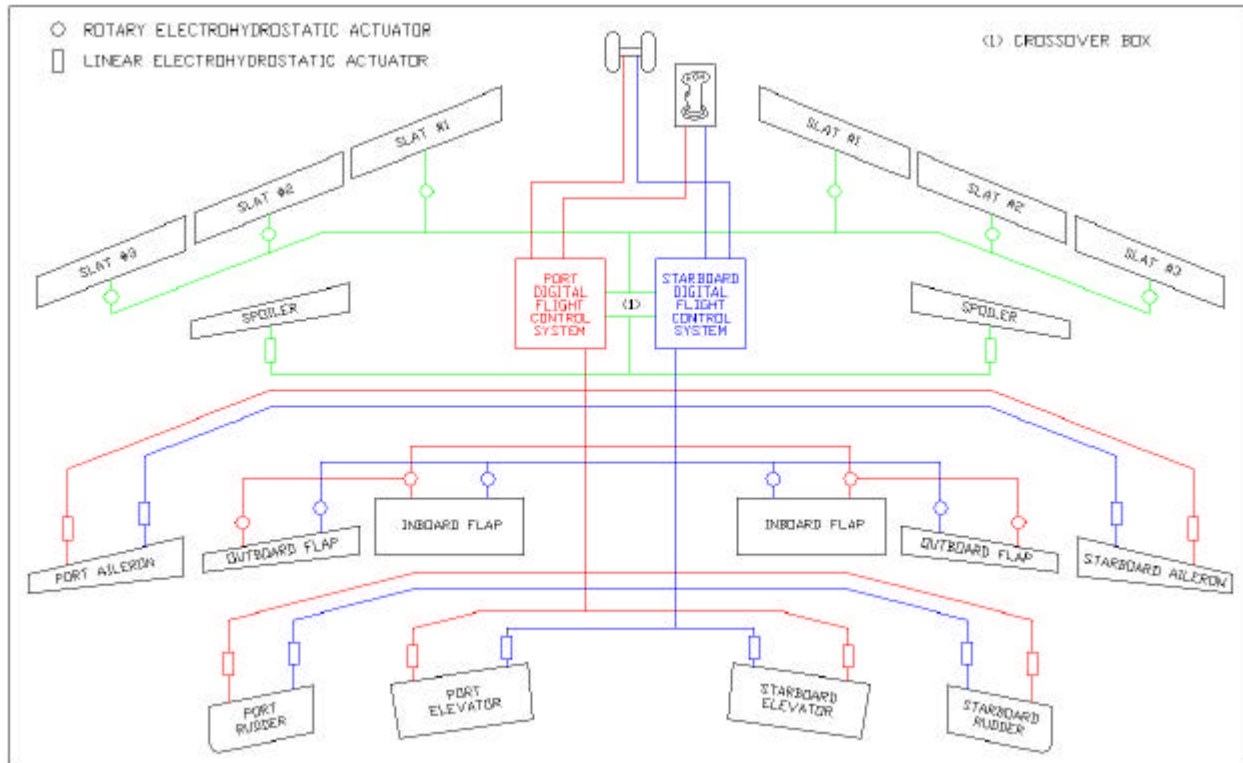 ROTARY ELECTROHYDROSTATIC ACTUATOR
LINEAR ELECTROHYDROSTATIC ACTUATOR
(1) CROSSOVER BOX
SLAT #1
SLAT #2
SLAT #3
SLAT #1
SLAT #2
SLAT #3
SPOILER
SPOILER
PORT
DIGITAL
FLIGHT
CONTROL
SYSTEM
(1)
STARBOARD
DIGITAL
FLIGHT
CONTROL
SYSTEM
PORT AILERON
OUTBOARD FLAP
INBOARD FLAP
INBOARD FLAP
OUTBOARD FLAP
STARBOARD AILERON
PORT
RUDDER
PORT
ELEVATOR
STARBOARD
ELEVATOR
STARBOARD
RUDDER